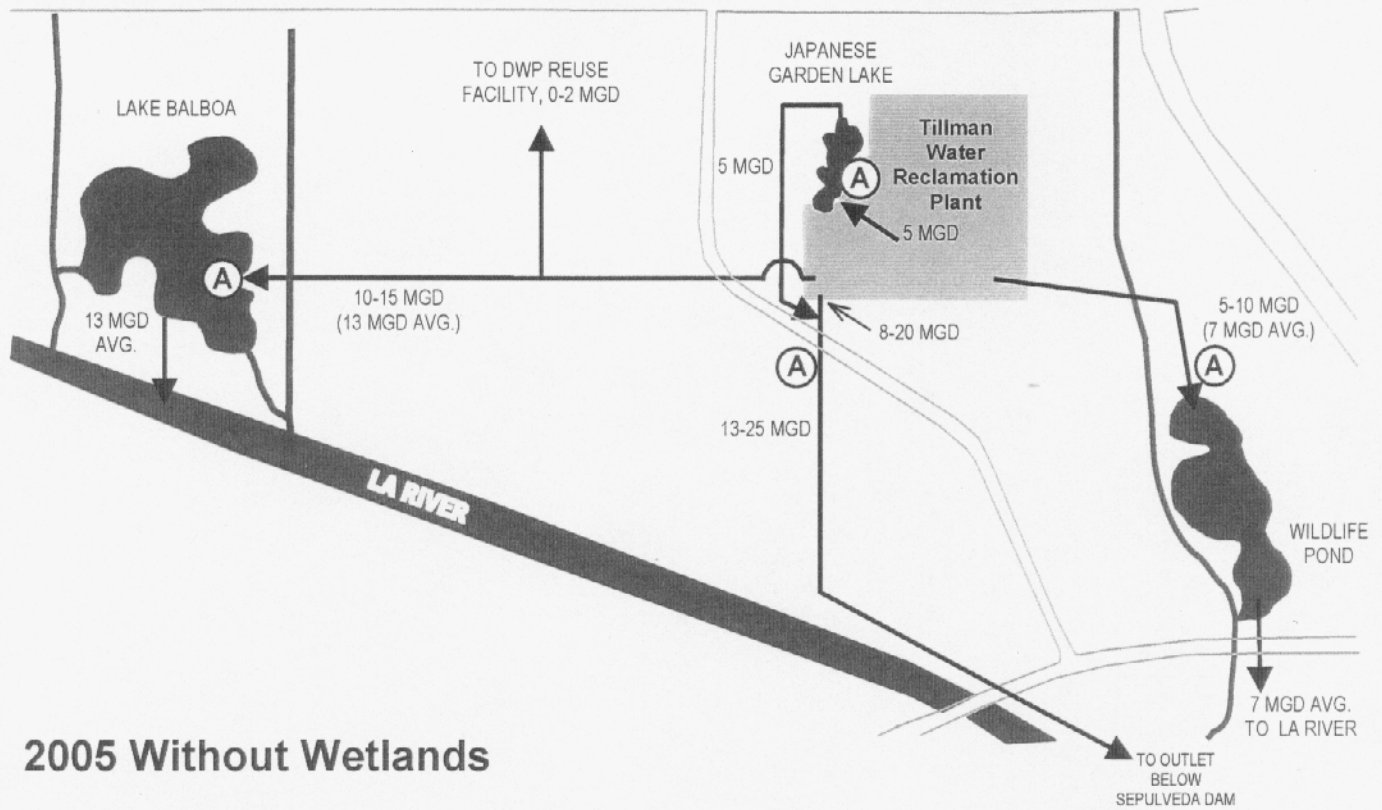 JAPANESE
GARDEN LAKE
TO DWP REUSE
FACILITY, 0-2 MGD
LAKE BALBOA
Tillman
Water
Reclamation
Plant
5 MGD
A
5 MGD
A
10-15 MGD
(13 MGD AVG.)
13 MGD
AVG.
8-20 MGD
5-10 MGD
(7 MGD AVG.)
A
A
13-25 MGD
LA RIVER
WILDLIFE
POND
7 MGD AVG.
TO LA RIVER
2005 Without Wetlands
TO OUTLET
BELOW
SEPULVEDA DAM